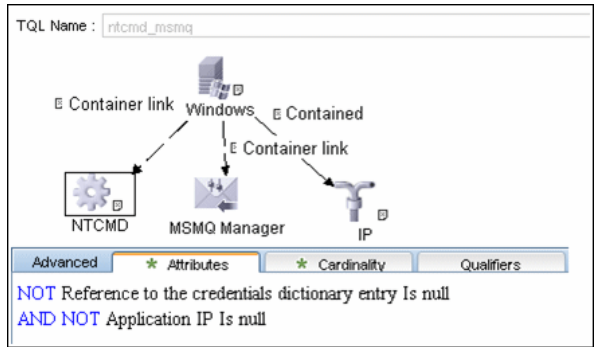 TQL Name : ntcmd_msmq
Container link
Windows
Contained
Container link
NTCMD
MSMQ Manager
IP
Advanced
* Attributes
* Cardinality
Qualifiers
NOT Reference to the credentials dictionary entry Is null
AND NOT Application IP Is null